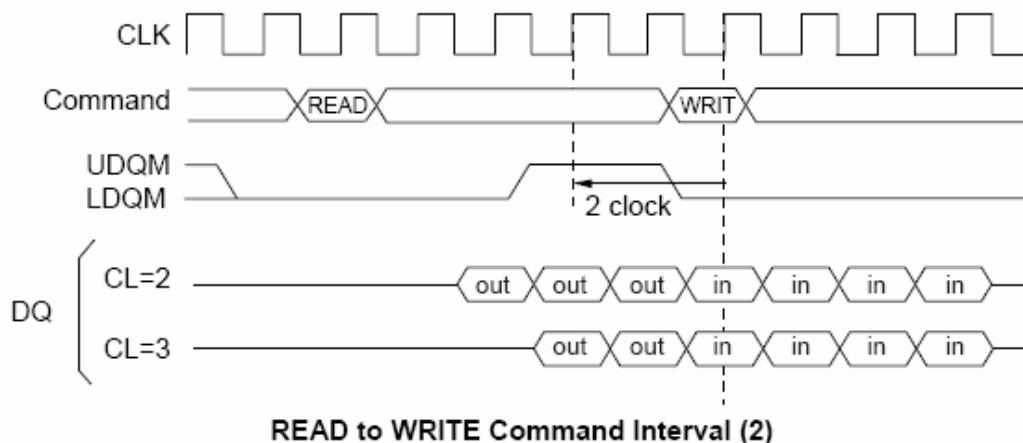 CLK
Command READ WRIT
UDQM
LDQM
2 clock
DQ
CL=2 out out out in in in in
CL=3 out out in in in in
READ to WRITE Command Interval (2)